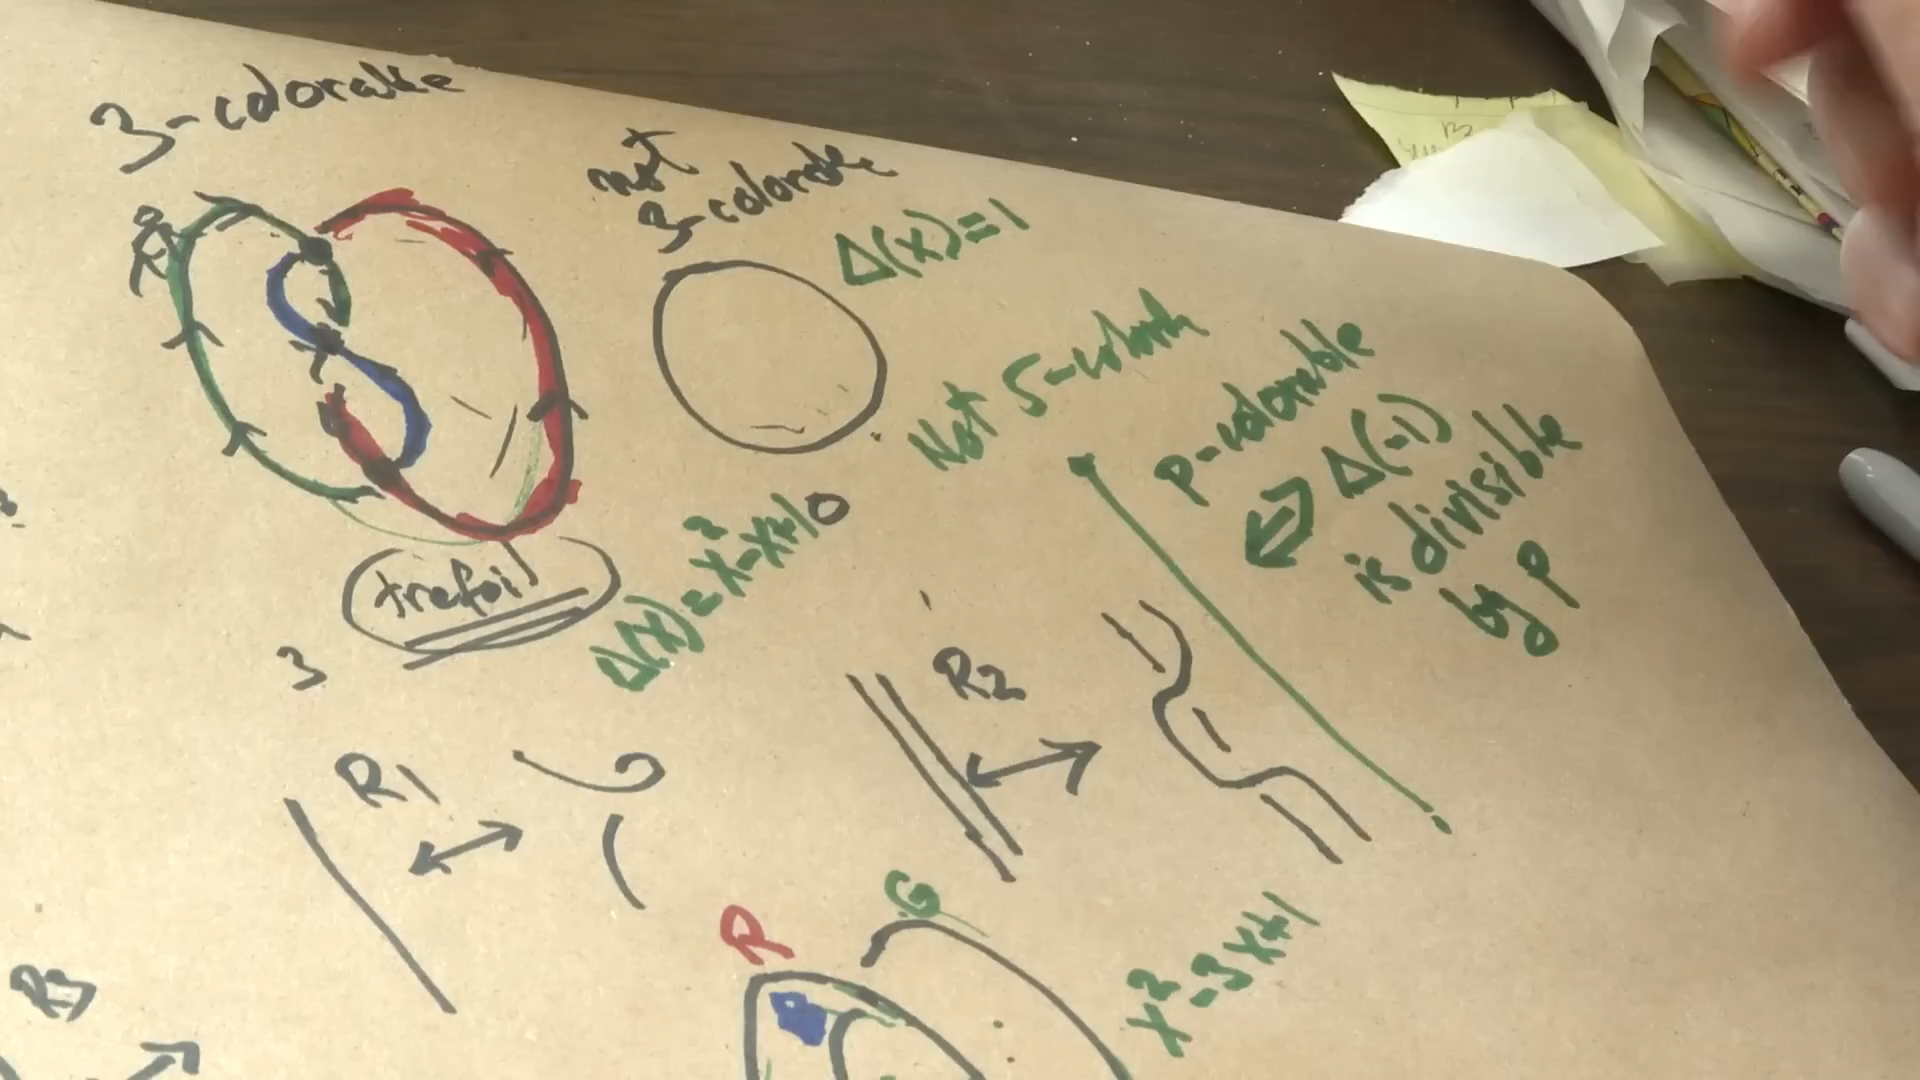 3-colorable
not
3-colorable
Δ(x)=1
Not 5-colorable
p-colorable
⇔ Δ(-1)
is divisible
by p
trefoil
Δ(x)=x²-x+1
3
R1
R2
R3
R
G
x²-3x+1